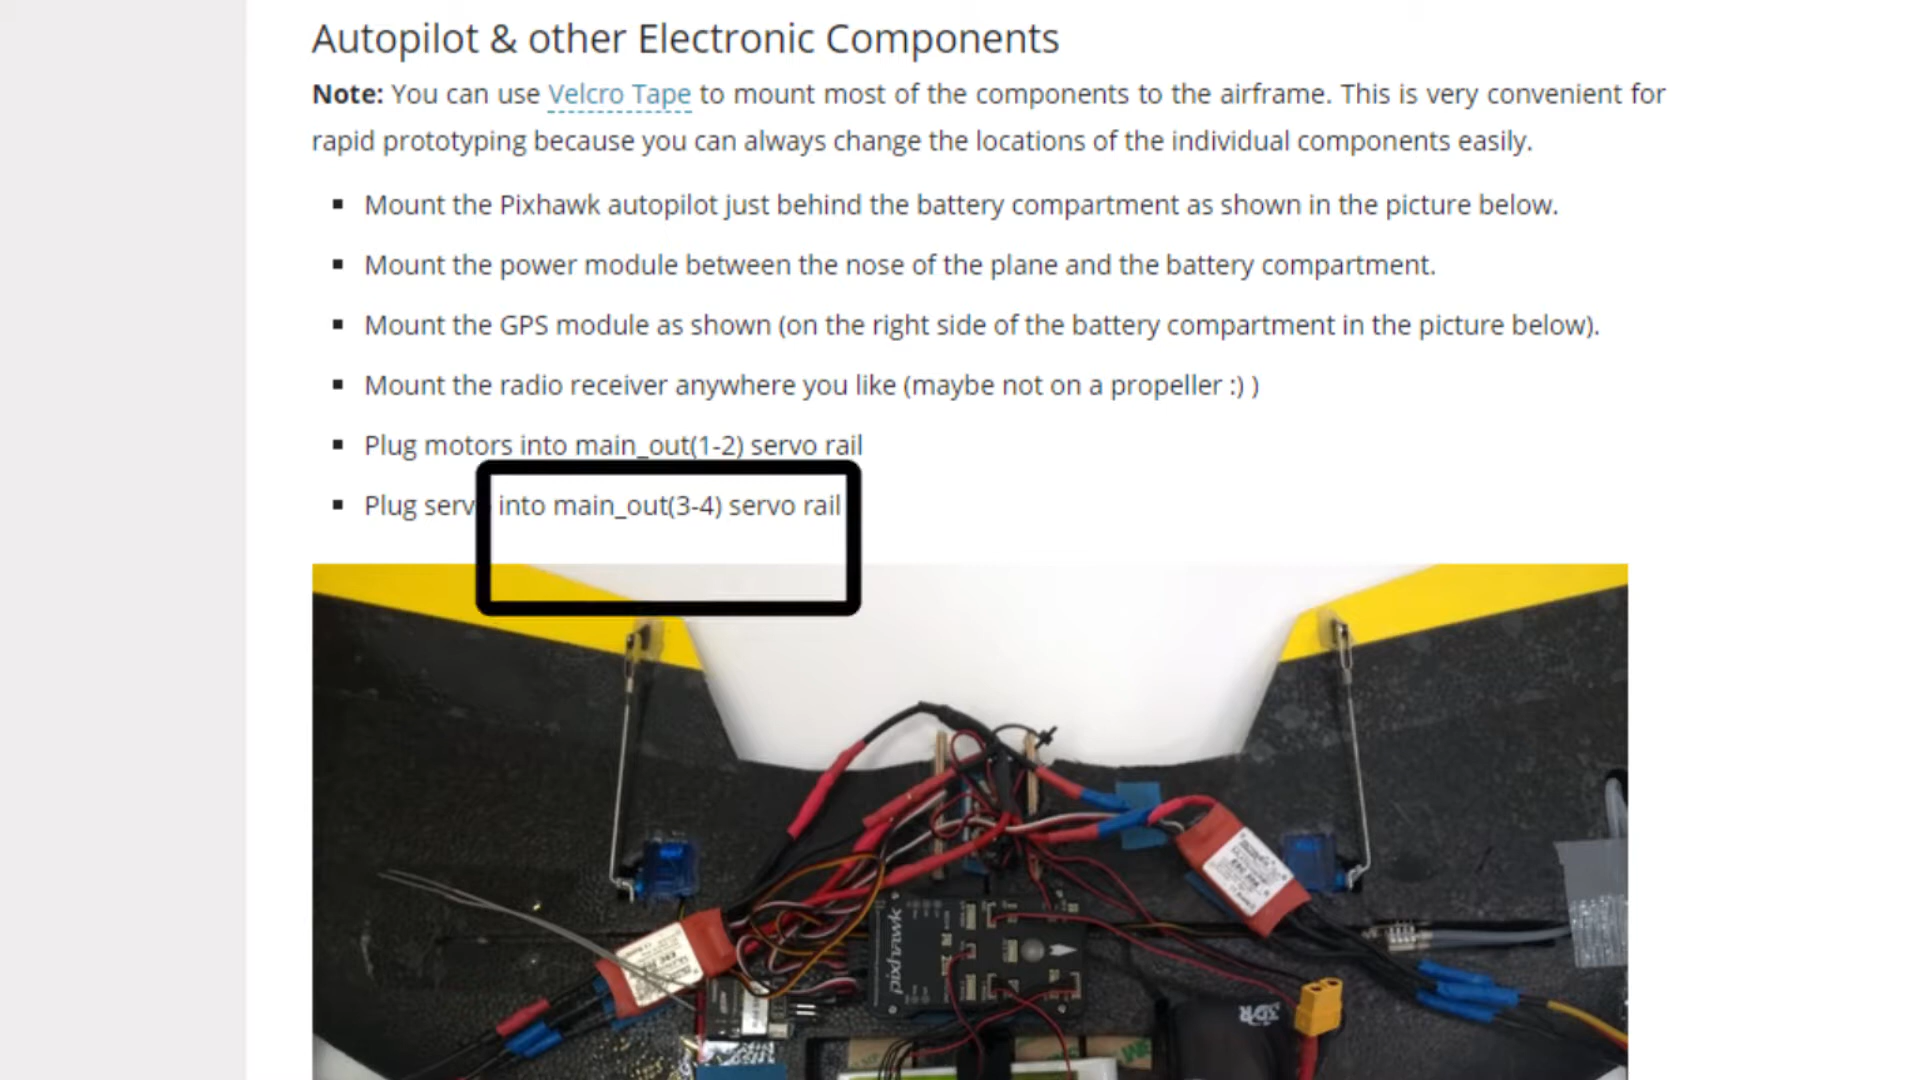 Autopilot & other Electronic Components
Note: You can use Velcro Tape to mount most of the components to the airframe. This is very convenient for
rapid prototyping because you can always change the locations of the individual components easily.
▪ Mount the Pixhawk autopilot just behind the battery compartment as shown in the picture below.
▪ Mount the power module between the nose of the plane and the battery compartment.
▪ Mount the GPS module as shown (on the right side of the battery compartment in the picture below).
▪ Mount the radio receiver anywhere you like (maybe not on a propeller :) )
▪ Plug motors into main_out(1-2) servo rail
▪ Plug serv into main_out(3-4) servo rail
pixhawk
3DR